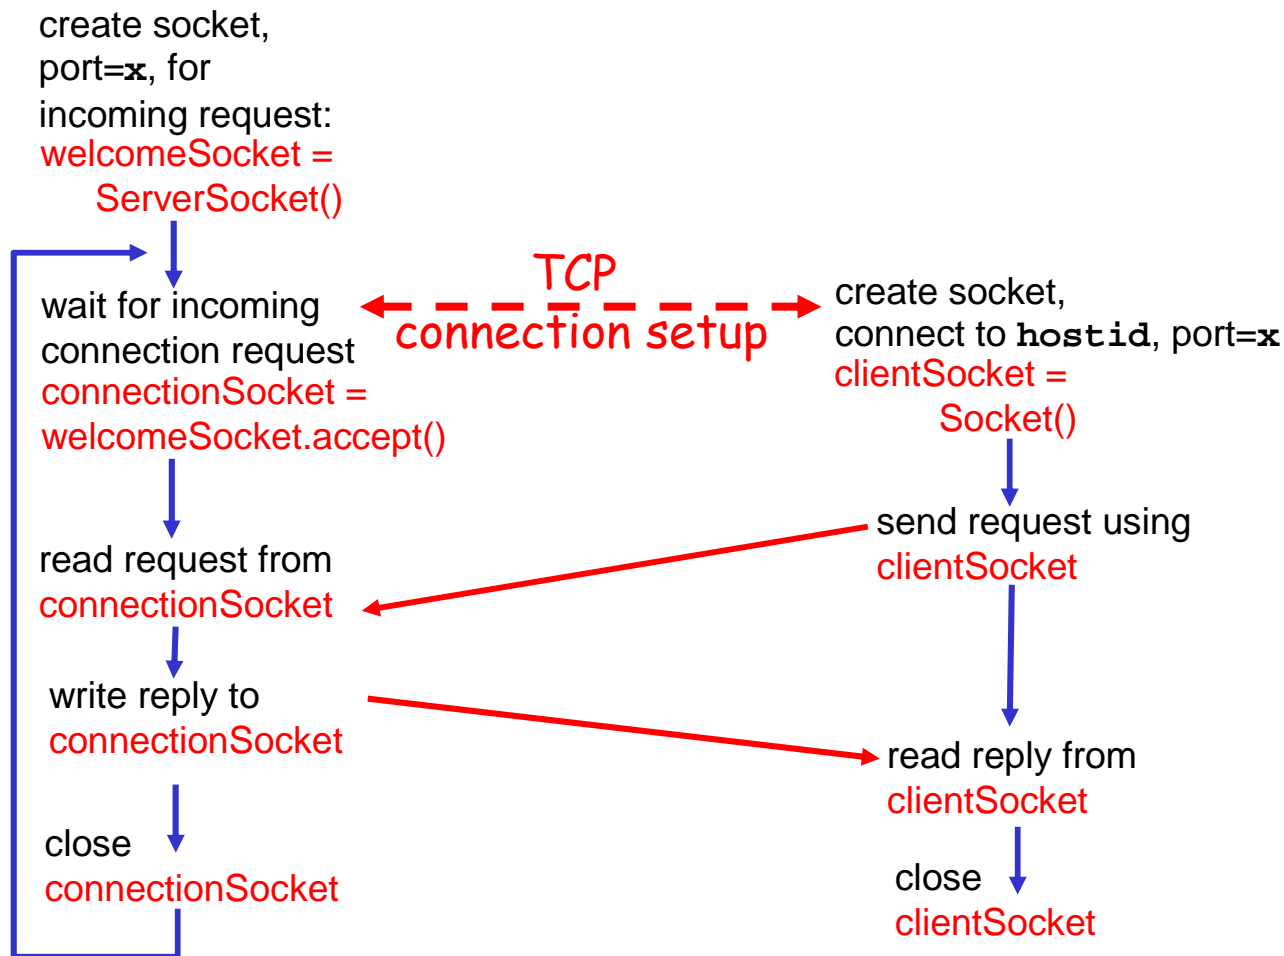 create socket,
port=x, for
incoming request:
welcomeSocket =
ServerSocket()
wait for incoming
connection request
connectionSocket =
welcomeSocket.accept()
read request from
connectionSocket
write reply to
connectionSocket
close
connectionSocket
TCP
connection setup
create socket,
connect to hostid, port=x
clientSocket =
Socket()
send request using
clientSocket
read reply from
clientSocket
close
clientSocket